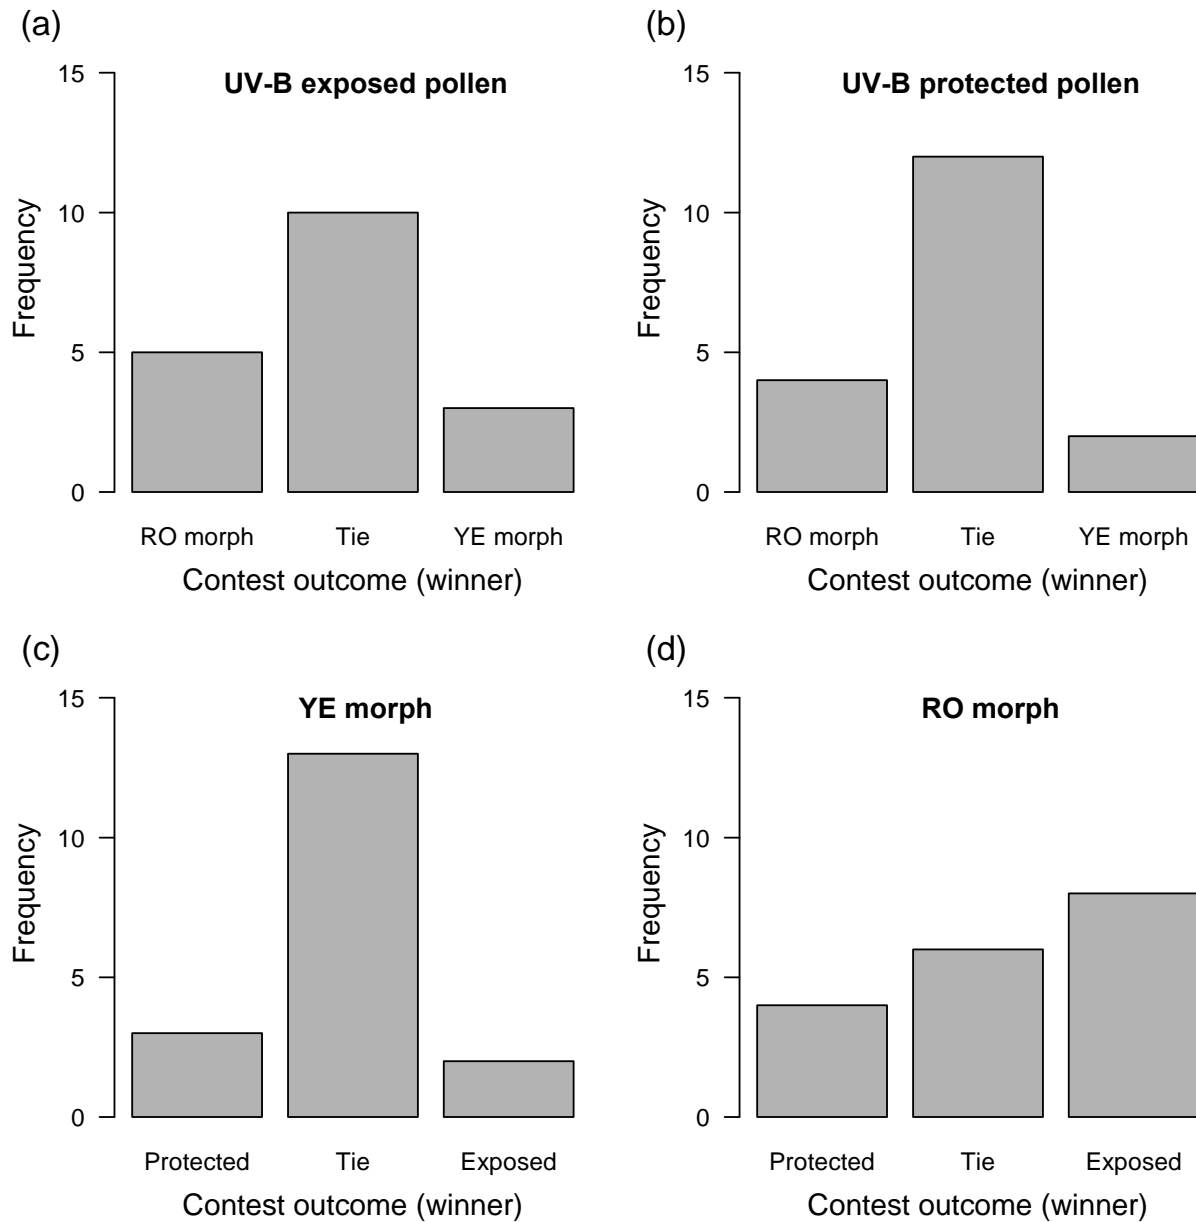 (a)
UV-B exposed pollen
15
10
5
0
Frequency
RO morph Tie YE morph
Contest outcome (winner)
(b)
UV-B protected pollen
15
10
5
0
Frequency
RO morph Tie YE morph
Contest outcome (winner)
(c)
YE morph
15
10
5
0
Frequency
Protected Tie Exposed
Contest outcome (winner)
(d)
RO morph
15
10
5
0
Frequency
Protected Tie Exposed
Contest outcome (winner)